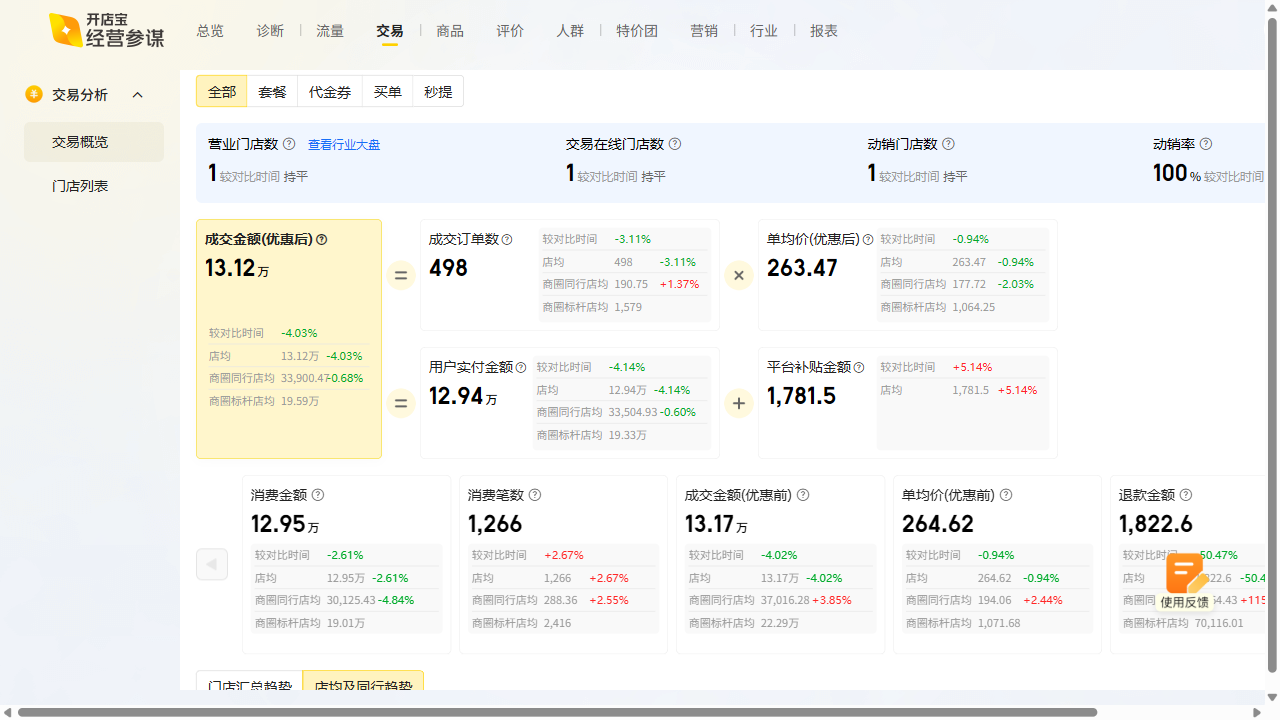 开店宝
经营参谋
总览 诊断 流量 交易 商品 评价 人群 特价团 营销 行业 报表
交易分析
交易概览
门店列表
全部 套餐 代金券 买单 秒提
营业门店数 查看行业大盘
1 较对比时间 持平
交易在线门店数
1 较对比时间 持平
动销门店数
1 较对比时间 持平
动销率
100 % 较对比时间
成交金额(优惠后)
13.12 万
较对比时间 -4.03%
店均 13.12万 -4.03%
商圈同行店均 33,900.47 -0.68%
商圈标杆店均 19.59万
=
成交订单数
498
较对比时间 -3.11%
店均 498 -3.11%
商圈同行店均 190.75 +1.37%
商圈标杆店均 1,579
×
单均价(优惠后)
263.47
较对比时间 -0.94%
店均 263.47 -0.94%
商圈同行店均 177.72 -2.03%
商圈标杆店均 1,064.25
=
用户实付金额
12.94 万
较对比时间 -4.14%
店均 12.94万 -4.14%
商圈同行店均 33,504.93 -0.60%
商圈标杆店均 19.33万
+
平台补贴金额
1,781.5
较对比时间 +5.14%
店均 1,781.5 +5.14%
消费金额
12.95 万
较对比时间 -2.61%
店均 12.95万 -2.61%
商圈同行店均 30,125.43 -4.84%
商圈标杆店均 19.01万
消费笔数
1,266
较对比时间 +2.67%
店均 1,266 +2.67%
商圈同行店均 288.36 +2.55%
商圈标杆店均 2,416
成交金额(优惠前)
13.17 万
较对比时间 -4.02%
店均 13.17万 -4.02%
商圈同行店均 37,016.28 +3.85%
商圈标杆店均 22.29万
单均价(优惠前)
264.62
较对比时间 -0.94%
店均 264.62 -0.94%
商圈同行店均 194.06 +2.44%
商圈标杆店均 1,071.68
退款金额
1,822.6
较对比时间 50.47%
店均 822.6 -50.4
商圈同 64.43 +115
商圈标杆店均 70,116.01
使用反馈
门店汇总趋势 店均及同行趋势